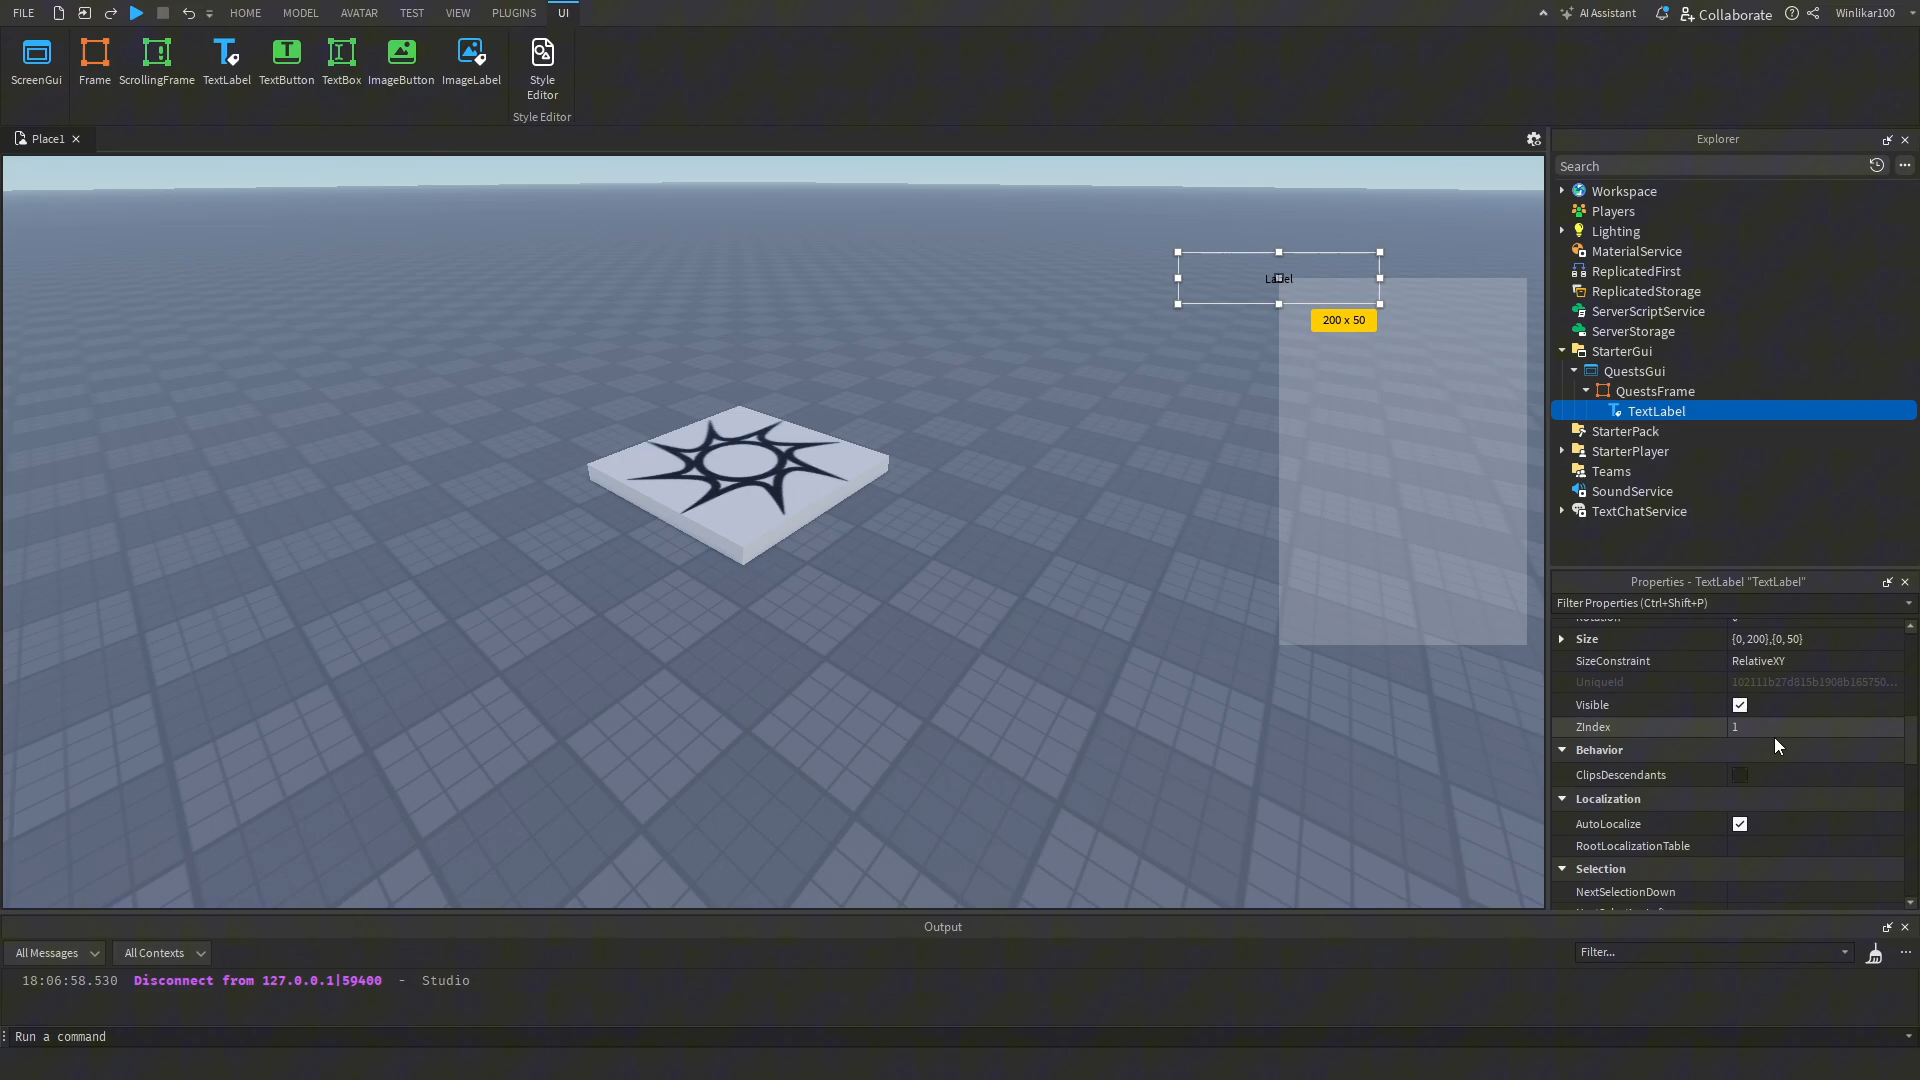 FILE
HOME
MODEL
AVATAR
TEST
VIEW
PLUGINS
UI
AI Assistant
Collaborate
Winlikar100
ScreenGui
Frame
ScrollingFrame
TextLabel
TextButton
TextBox
ImageButton
ImageLabel
Style
Editor
Style Editor
Place1
200 x 50
Explorer
Search
Workspace
Players
Lighting
MaterialService
ReplicatedFirst
ReplicatedStorage
ServerScriptService
ServerStorage
StarterGui
QuestsGui
QuestsFrame
TextLabel
StarterPack
StarterPlayer
Teams
SoundService
TextChatService
Properties - TextLabel "TextLabel"
Filter Properties (Ctrl+Shift+P)
Size {0, 200},{0, 50}
SizeConstraint RelativeXY
UniqueId 102111b27d815b1908b165750...
Visible
ZIndex 1
Behavior
ClipsDescendants
Localization
AutoLocalize
RootLocalizationTable
Selection
NextSelectionDown
Output
All Messages
All Contexts
Filter...
18:06:58.530 Disconnect from 127.0.0.1|59400 - Studio
Run a command